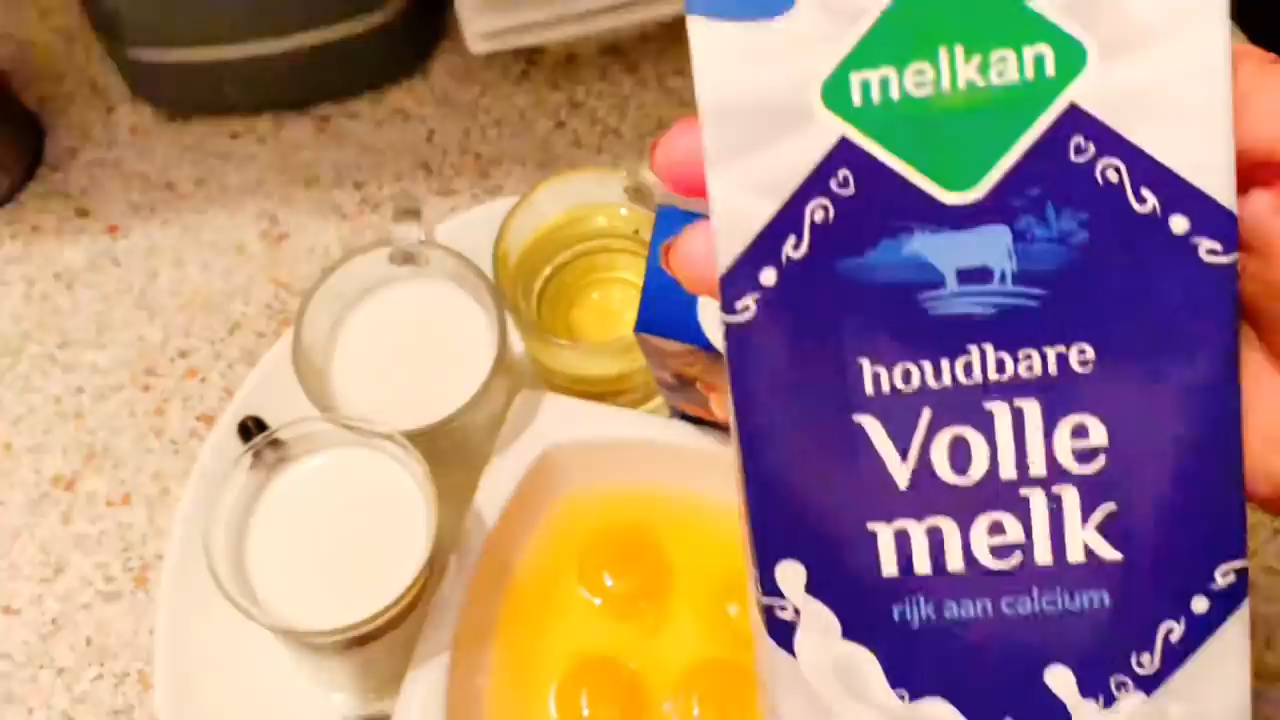 melkan
houdbare
Volle
melk
rijk aan calcium